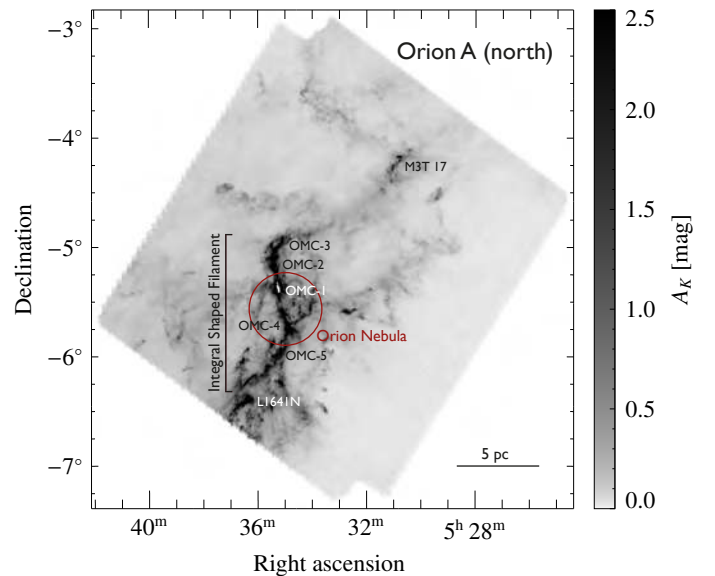 Orion A (north)
−3°
−4°
−5°
−6°
−7°
Declination
M3T 17
OMC-3
OMC-2
OMC-1
OMC-4
Orion Nebula
OMC-5
L1641N
Integral Shaped Filament
5 pc
40ᵐ
36ᵐ
32ᵐ
5ʰ 28ᵐ
Right ascension
2.5
2.0
1.5
1.0
0.5
0.0
A_K [mag]